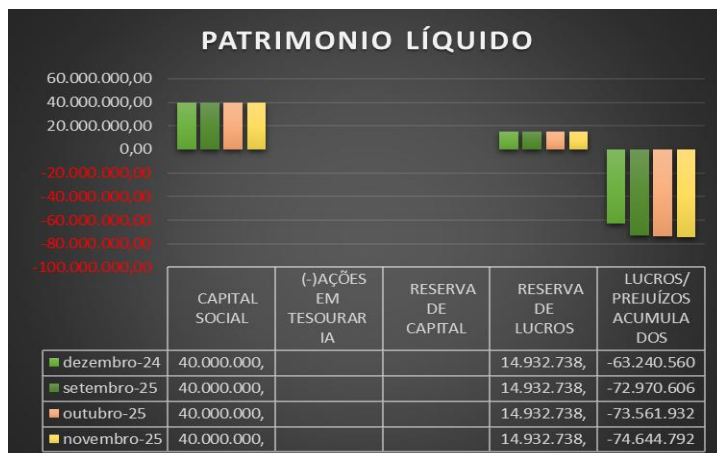 PATRIMONIO LÍQUIDO
60.000.000,00
40.000.000,00
20.000.000,00
0,00
-20.000.000,00
-40.000.000,00
-60.000.000,00
-80.000.000,00
-100.000.000,00
CAPITAL
SOCIAL
(-)AÇÕES
EM
TESOURAR
IA
RESERVA
DE
CAPITAL
RESERVA
DE
LUCROS
LUCROS/
PREJUÍZOS
ACUMULA
DOS
dezembro-24 40.000.000, 14.932.738, -63.240.560
setembro-25 40.000.000, 14.932.738, -72.970.606
outubro-25 40.000.000, 14.932.738, -73.561.932
novembro-25 40.000.000, 14.932.738, -74.644.792